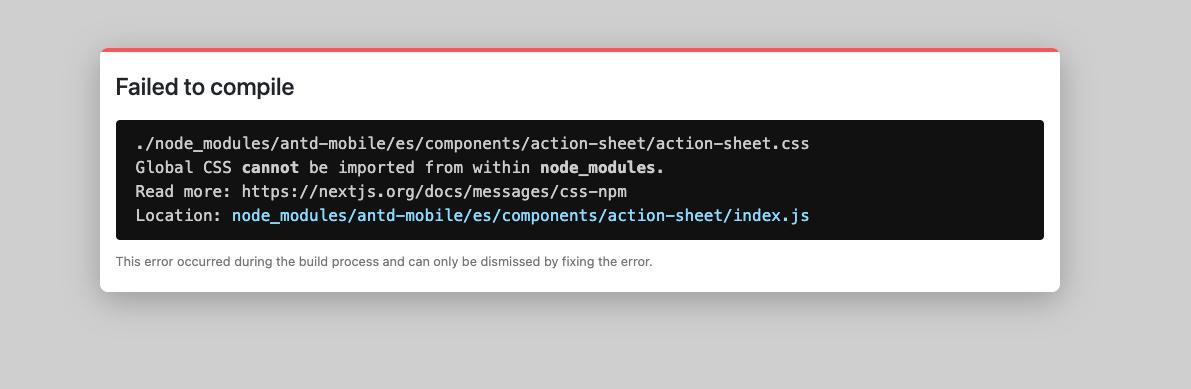 Failed to compile
./node_modules/antd-mobile/es/components/action-sheet/action-sheet.css
Global CSS cannot be imported from within node_modules.
Read more: https://nextjs.org/docs/messages/css-npm
Location: node_modules/antd-mobile/es/components/action-sheet/index.js
This error occurred during the build process and can only be dismissed by fixing the error.